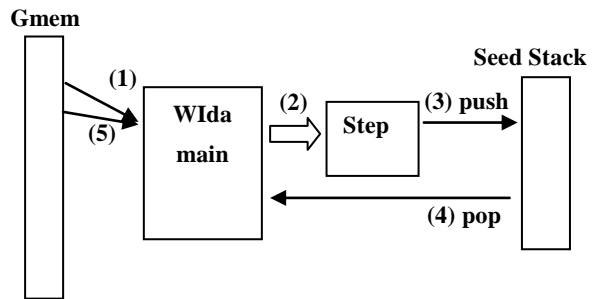 Gmem
Seed Stack
(1)
(5)
WIda
main
(2)
Step
(3) push
(4) pop